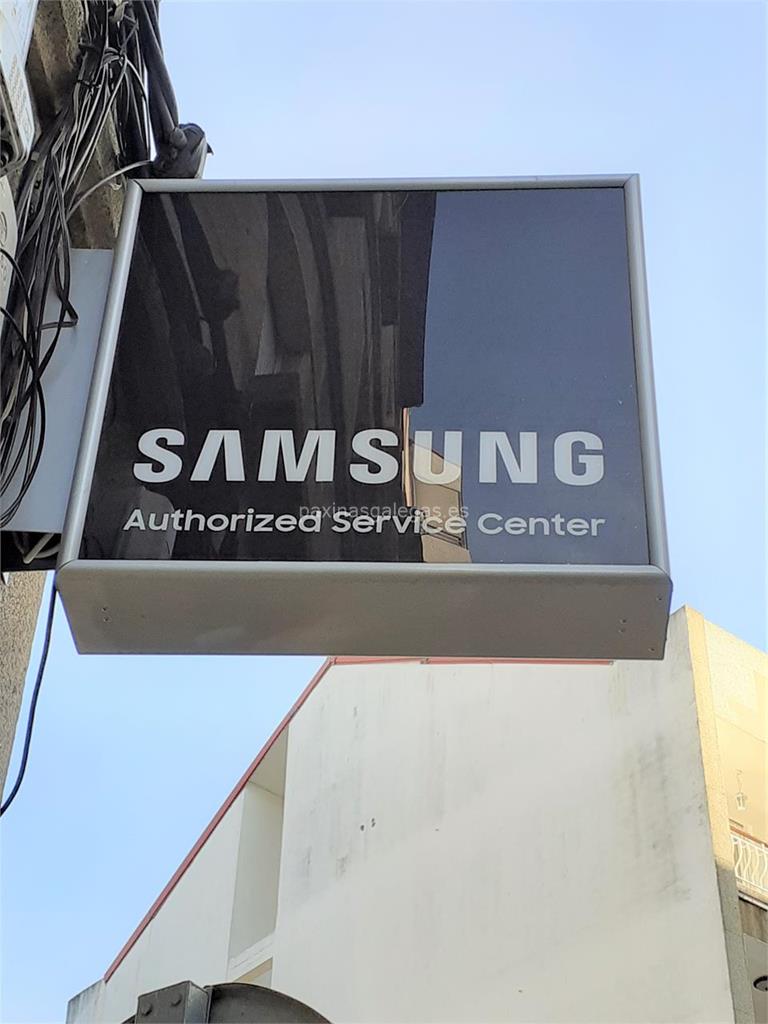 SAMSUNG
Authorized Service Center
paxinasgalegas.es